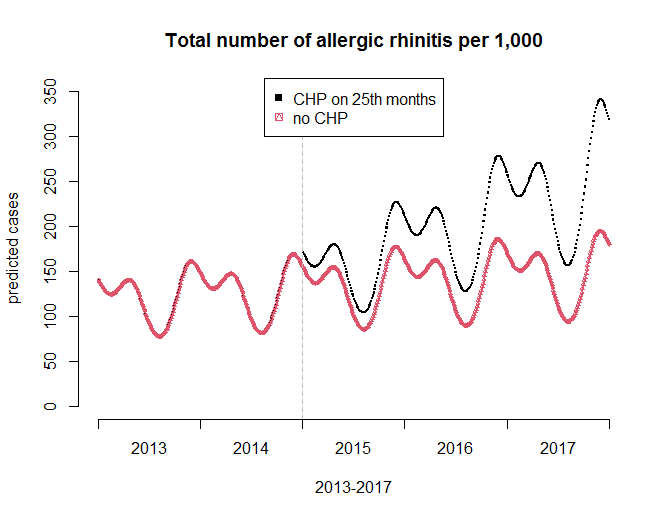 Total number of allergic rhinitis per 1,000
CHP on 25th months
no CHP
predicted cases
350
300
250
200
150
100
50
0
2013 2014 2015 2016 2017
2013-2017